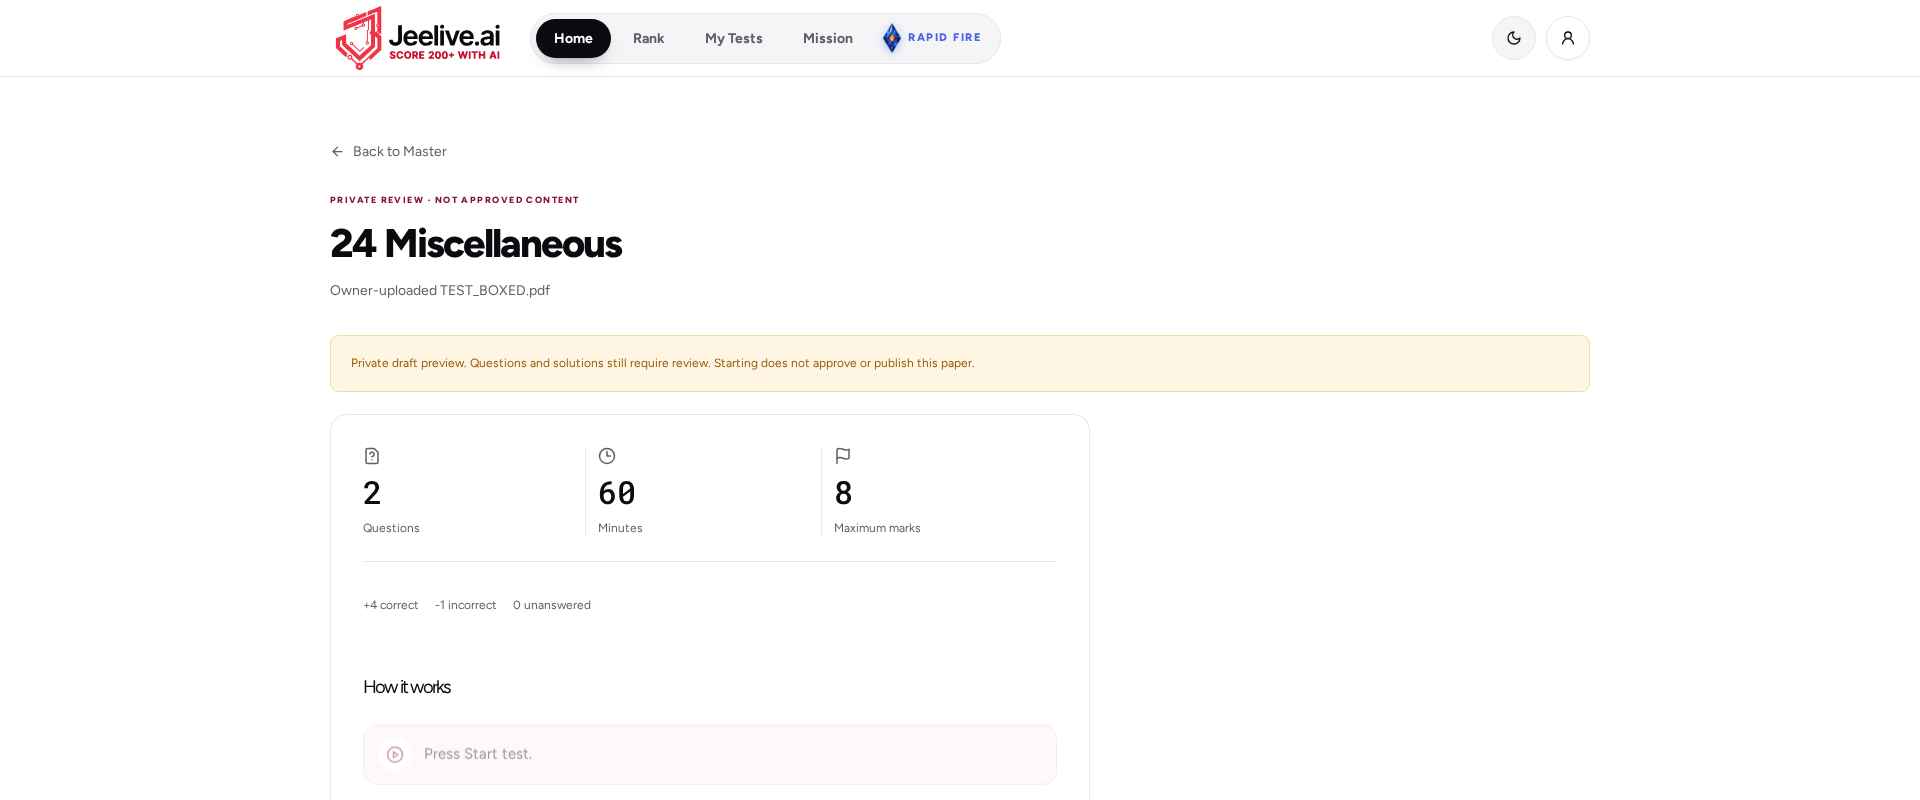 Jeelive.ai
SCORE 200+ WITH AI
Home
Rank
My Tests
Mission
RAPID FIRE
Back to Master
PRIVATE REVIEW · NOT APPROVED CONTENT
24 Miscellaneous
Owner-uploaded TEST_BOXED.pdf
Private draft preview. Questions and solutions still require review. Starting does not approve or publish this paper.
2
Questions
60
Minutes
8
Maximum marks
+4 correct
-1 incorrect
0 unanswered
How it works
Press Start test.